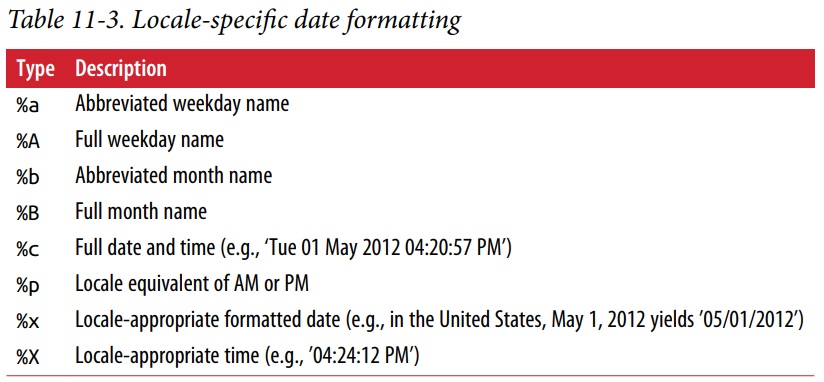 Table 11-3. Locale-specific date formatting
Type Description
%a Abbreviated weekday name
%A Full weekday name
%b Abbreviated month name
%B Full month name
%c Full date and time (e.g., ‘Tue 01 May 2012 04:20:57 PM’)
%p Locale equivalent of AM or PM
%x Locale-appropriate formatted date (e.g., in the United States, May 1, 2012 yields ’05/01/2012’)
%X Locale-appropriate time (e.g., ’04:24:12 PM’)